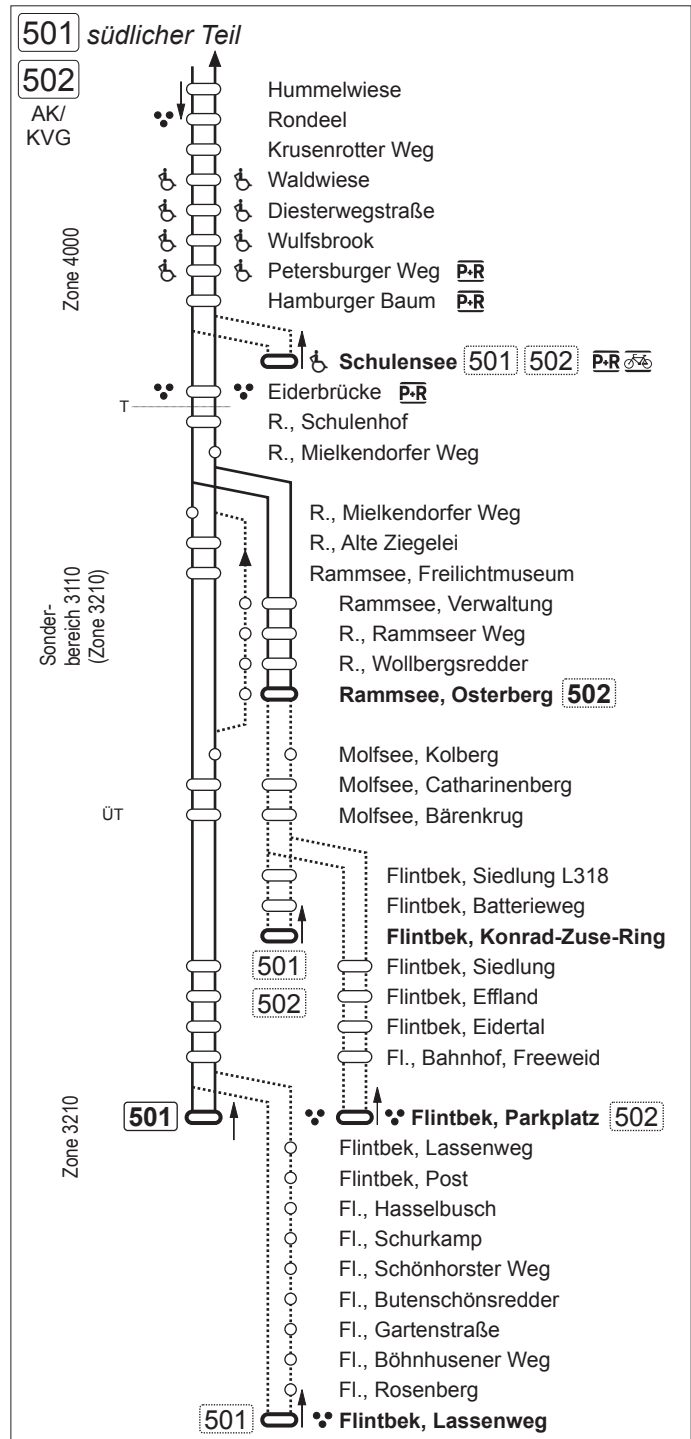 501 südlicher Teil
502
AK/
KVG
Hummelwiese
Rondeel
Krusenrotter Weg
Waldwiese
Diesterwegstraße
Wulfsbrook
Petersburger Weg P+R
Hamburger Baum P+R
Zone 4000
Schulensee 501 502 P+R
Eiderbrücke P+R
T
R., Schulenhof
R., Mielkendorfer Weg
R., Mielkendorfer Weg
R., Alte Ziegelei
Rammsee, Freilichtmuseum
Rammsee, Verwaltung
R., Rammseer Weg
R., Wollbergsredder
Rammsee, Osterberg 502
Sonder-
bereich 3110
(Zone 3210)
Molfsee, Kolberg
Molfsee, Catharinenberg
ÜT Molfsee, Bärenkrug
Flintbek, Siedlung L318
Flintbek, Batterieweg
Flintbek, Konrad-Zuse-Ring
501
502
Flintbek, Siedlung
Flintbek, Effland
Flintbek, Eidertal
Fl., Bahnhof, Freeweid
501 Flintbek, Parkplatz 502
Zone 3210
Flintbek, Lassenweg
Flintbek, Post
Fl., Hasselbusch
Fl., Schurkamp
Fl., Schönhorster Weg
Fl., Butenschönsredder
Fl., Gartenstraße
Fl., Böhnhusener Weg
Fl., Rosenberg
501 Flintbek, Lassenweg